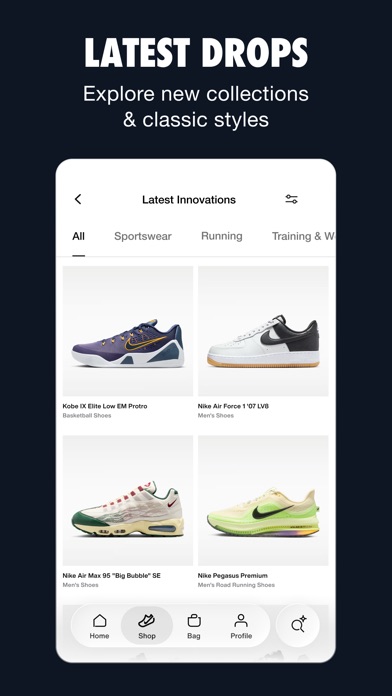 LATEST DROPS
Explore new collections
& classic styles
Latest Innovations
All Sportswear Running Training & W
Kobe IX Elite Low EM Protro
Basketball Shoes
Nike Air Force 1 '07 LV8
Men's Shoes
Nike Air Max 95 "Big Bubble" SE
Men's Shoes
Nike Pegasus Premium
Men's Road Running Shoes
Home Shop Bag Profile